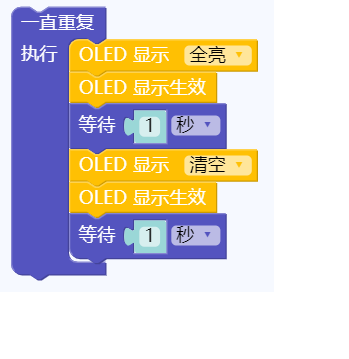 一直重复
执行 OLED 显示 全亮
OLED 显示生效
等待 1 秒
OLED 显示 清空
OLED 显示生效
等待 1 秒